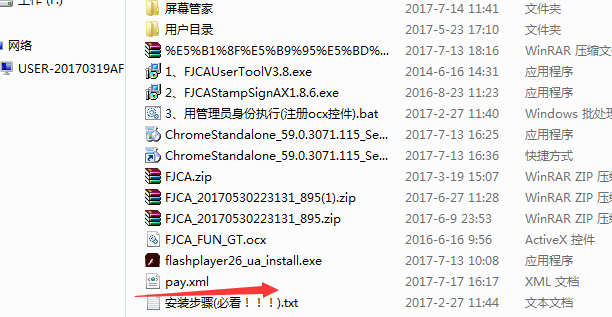 屏幕管家 2017-7-14 11:41 文件夹
用户目录 2017-5-23 17:10 文件夹
网络
%E5%B1%8F%E5%B9%95%E5%BD... 2017-7-13 18:16 WinRAR 压缩文
USER-20170319AF
1、FJCAUserToolV3.8.exe 2014-6-16 14:31 应用程序
2、FJCAStampSignAX1.8.6.exe 2016-8-23 11:23 应用程序
3、用管理员身份执行(注册ocx控件).bat 2017-2-27 11:40 Windows 批处
ChromeStandalone_59.0.3071.115_Se... 2017-7-13 16:25 应用程序
ChromeStandalone_59.0.3071.115_Se... 2017-7-13 16:36 快捷方式
FJCA.zip 2017-3-19 15:07 WinRAR ZIP 压缩
FJCA_20170530223131_895(1).zip 2017-6-27 11:28 WinRAR ZIP 压缩
FJCA_20170530223131_895.zip 2017-6-9 23:53 WinRAR ZIP 压缩
FJCA_FUN_GT.ocx 2016-6-16 9:56 ActiveX 控件
flashplayer26_ua_install.exe 2017-7-13 10:08 应用程序
pay.xml 2017-7-17 16:17 XML 文档
安装步骤(必看！！！).txt 2017-2-27 11:44 文本文档